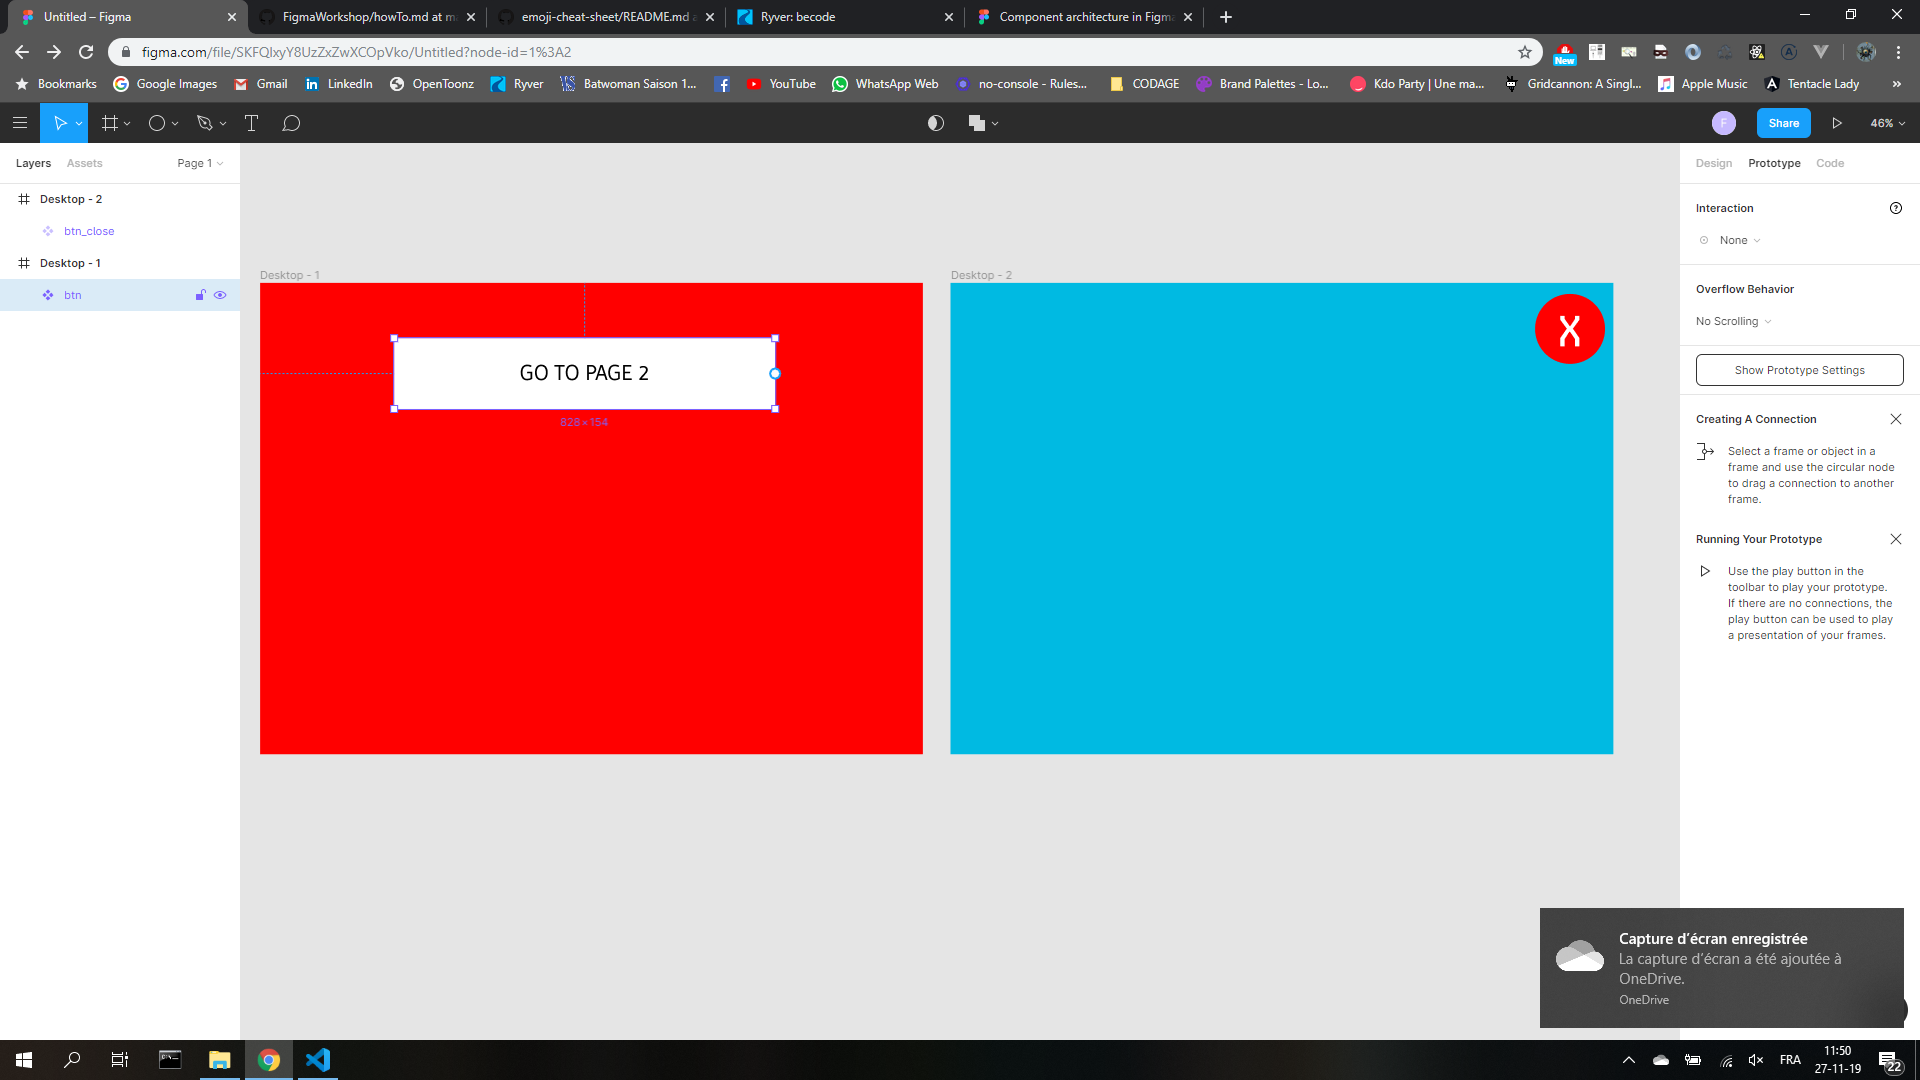 Untitled – Figma
FigmaWorkshop/howTo.md at m
emoji-cheat-sheet/README.md
Ryver: becode
Component architecture in Figma
figma.com/file/SKFQlxyY8UzZxZwXCOpVko/Untitled?node-id=1%3A2
New
Bookmarks
Google Images
Gmail
LinkedIn
OpenToonz
Ryver
Batwoman Saison 1...
YouTube
WhatsApp Web
no-console - Rules...
CODAGE
Brand Palettes - Lo...
Kdo Party | Une ma...
Gridcannon: A Singl...
Apple Music
Tentacle Lady
»
F
Share
46%
Layers
Assets
Page 1
Design
Prototype
Code
Desktop - 2
btn_close
Desktop - 1
btn
Interaction
None
Overflow Behavior
No Scrolling
Show Prototype Settings
Creating A Connection
Select a frame or object in a
frame and use the circular node
to drag a connection to another
frame.
Running Your Prototype
Use the play button in the
toolbar to play your prototype.
If there are no connections, the
play button can be used to play
a presentation of your frames.
Desktop - 1
Desktop - 2
GO TO PAGE 2
828 × 154
X
Capture d'écran enregistrée
La capture d'écran a été ajoutée à
OneDrive.
OneDrive
FRA
11:50
27-11-19
22